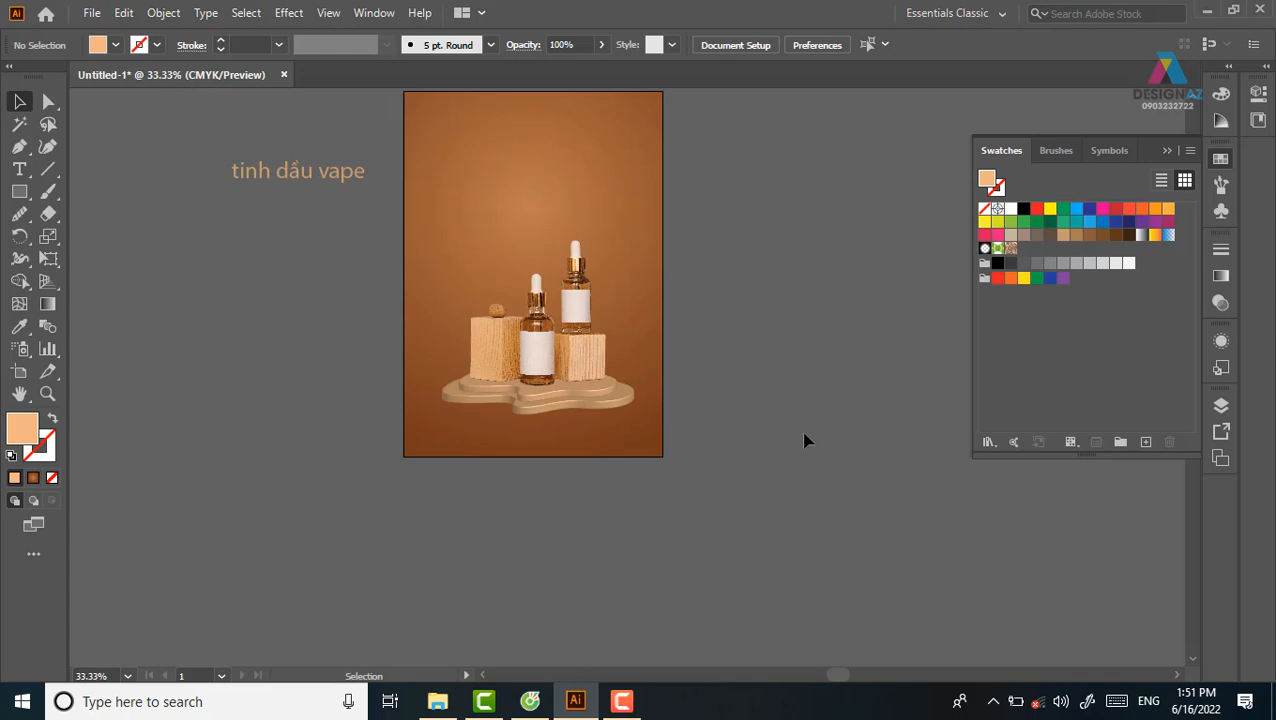 Ai File Edit Object Type Select Effect View Window Help Essentials Classic Search Adobe Stock
No Selection Stroke: 5 pt. Round Opacity: 100% Style: Document Setup Preferences
Untitled-1* @ 33.33% (CMYK/Preview)
DESIGNAZ
0903232722
Swatches Brushes Symbols
tinh dầu vape
33.33% 1 Selection
Type here to search Ai ENG 1:51 PM
6/16/2022